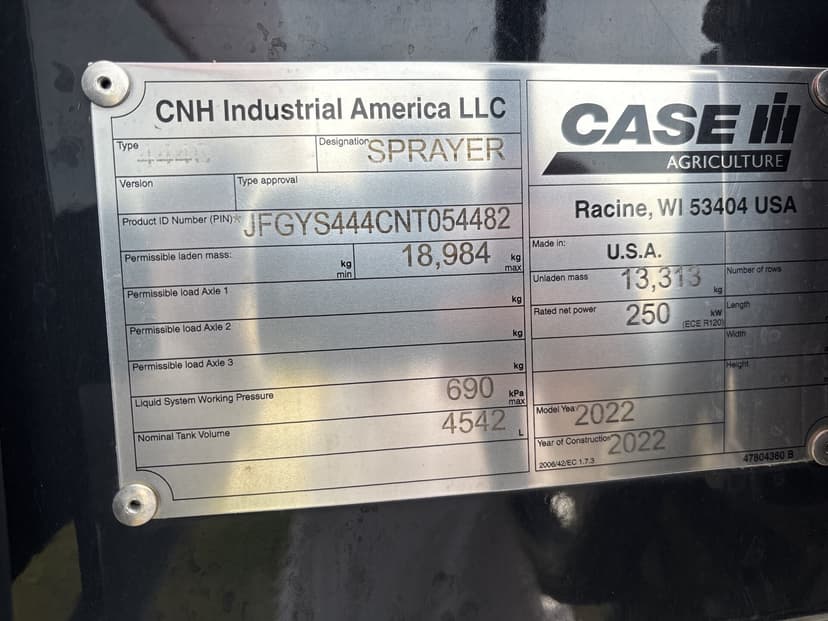 CNH Industrial America LLC
Type
Designation SPRAYER
Version
Type approval
Product ID Number (PIN)* JFGYS444CNT054482
Permissible laden mass: kg min 18,984 kg max
Permissible load Axle 1 kg
Permissible load Axle 2 kg
Permissible load Axle 3 kg
Liquid System Working Pressure 690 kPa max
Nominal Tank Volume 4542 L
CASE IH
AGRICULTURE
Racine, WI 53404 USA
Made in: U.S.A.
Unladen mass 13,313 kg
Number of rows
Rated net power 250 kW (ECE R120)
Length
Width
Height
Model Yea 2022
Year of Construction 2022
2006/42/EC 1.7.3
47804360 B